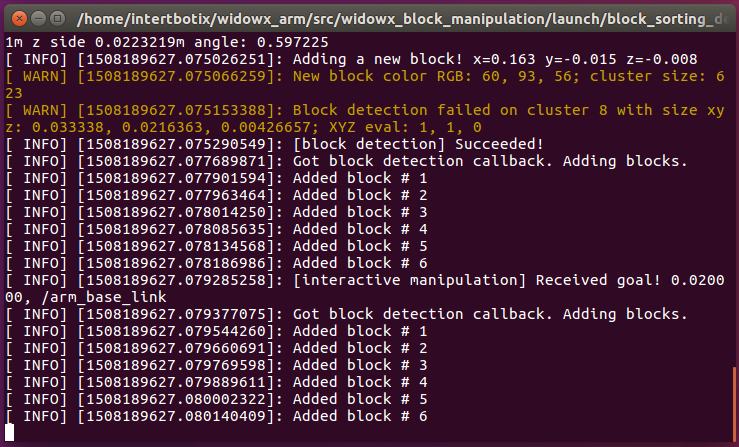 /home/intertbotix/widowx_arm/src/widowx_block_manipulation/launch/block_sorting_de
1m z side 0.0223219m angle: 0.597225
[ INFO] [1508189627.075026251]: Adding a new block! x=0.163 y=-0.015 z=-0.008
[ WARN] [1508189627.075066259]: New block color RGB: 60, 93, 56; cluster size: 6
23
[ WARN] [1508189627.075153388]: Block detection failed on cluster 8 with size xy
z: 0.033338, 0.0216363, 0.00426657; XYZ eval: 1, 1, 0
[ INFO] [1508189627.075290549]: [block detection] Succeeded!
[ INFO] [1508189627.077689871]: Got block detection callback. Adding blocks.
[ INFO] [1508189627.077901594]: Added block # 1
[ INFO] [1508189627.077963464]: Added block # 2
[ INFO] [1508189627.078014250]: Added block # 3
[ INFO] [1508189627.078085635]: Added block # 4
[ INFO] [1508189627.078134568]: Added block # 5
[ INFO] [1508189627.078186986]: Added block # 6
[ INFO] [1508189627.079285258]: [interactive manipulation] Received goal! 0.0200
00, /arm_base_link
[ INFO] [1508189627.079377075]: Got block detection callback. Adding blocks.
[ INFO] [1508189627.079544260]: Added block # 1
[ INFO] [1508189627.079660691]: Added block # 2
[ INFO] [1508189627.079769598]: Added block # 3
[ INFO] [1508189627.079889611]: Added block # 4
[ INFO] [1508189627.080002322]: Added block # 5
[ INFO] [1508189627.080140409]: Added block # 6